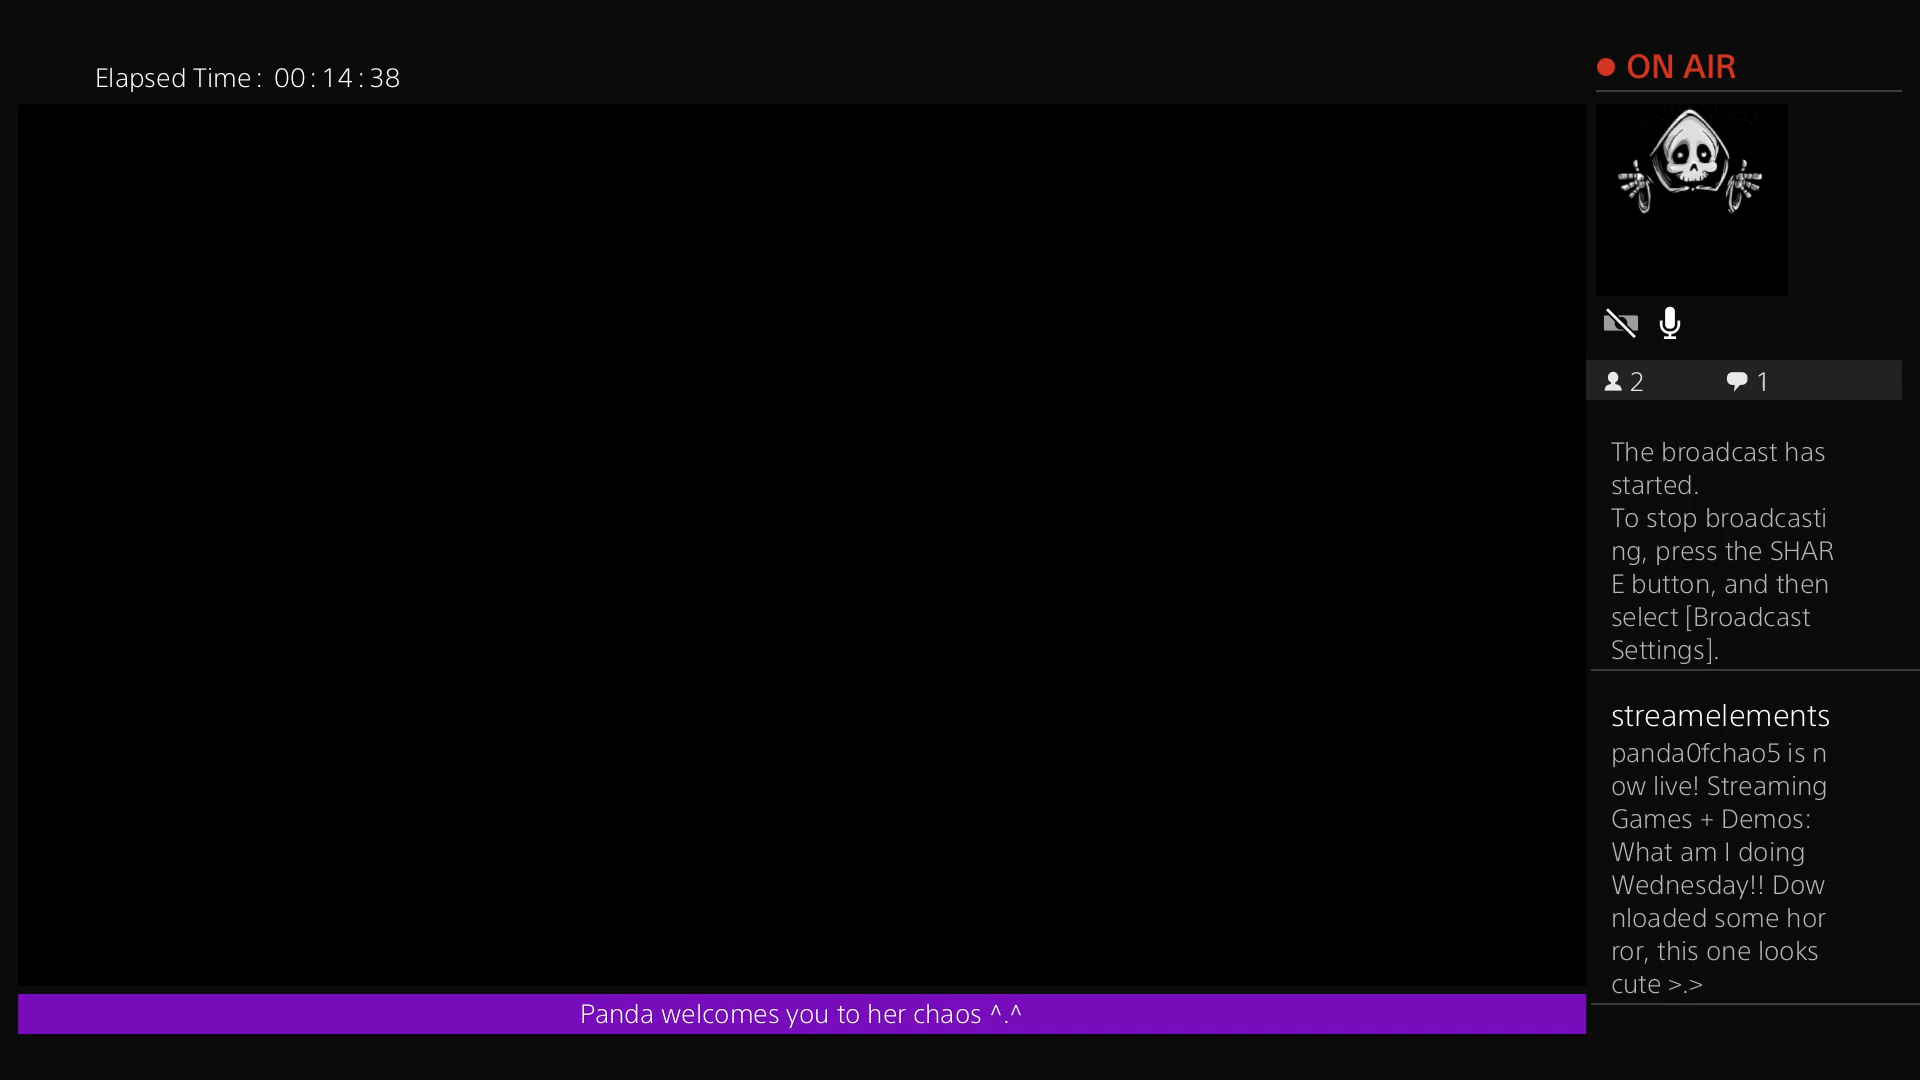 Elapsed Time: 00:14:38
ON AIR
2
1
The broadcast has
started.
To stop broadcasti
ng, press the SHAR
E button, and then
select [Broadcast
Settings].
streamelements
panda0fchao5 is n
ow live! Streaming
Games + Demos:
What am I doing
Wednesday!! Dow
nloaded some hor
ror, this one looks
cute >.>
Panda welcomes you to her chaos ^.^